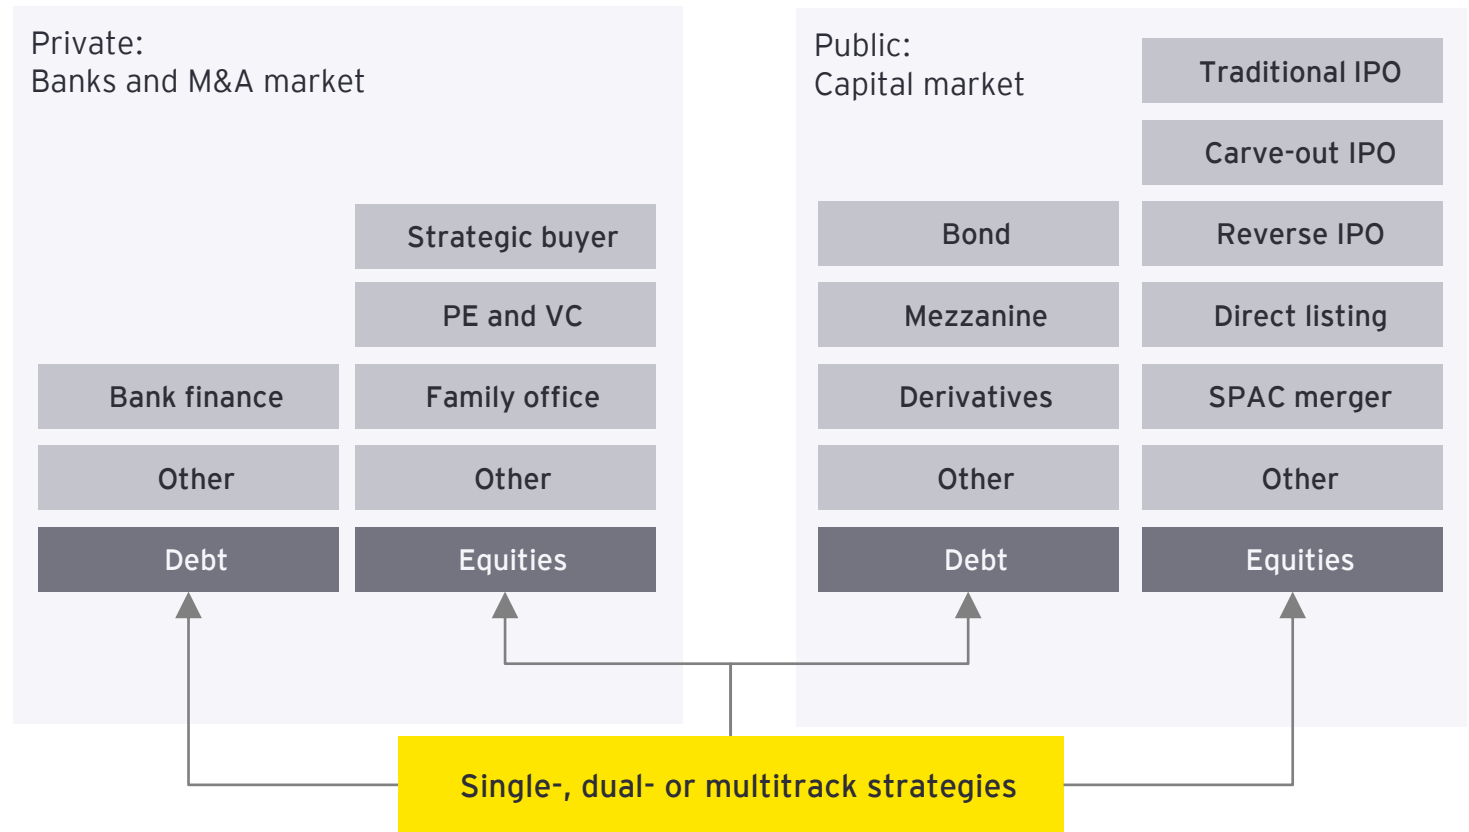 Private:
Banks and M&A market
Strategic buyer
PE and VC
Bank finance
Family office
Other
Other
Debt
Equities
Public:
Capital market
Traditional IPO
Carve-out IPO
Bond
Reverse IPO
Mezzanine
Direct listing
Derivatives
SPAC merger
Other
Other
Debt
Equities
Single-, dual- or multitrack strategies